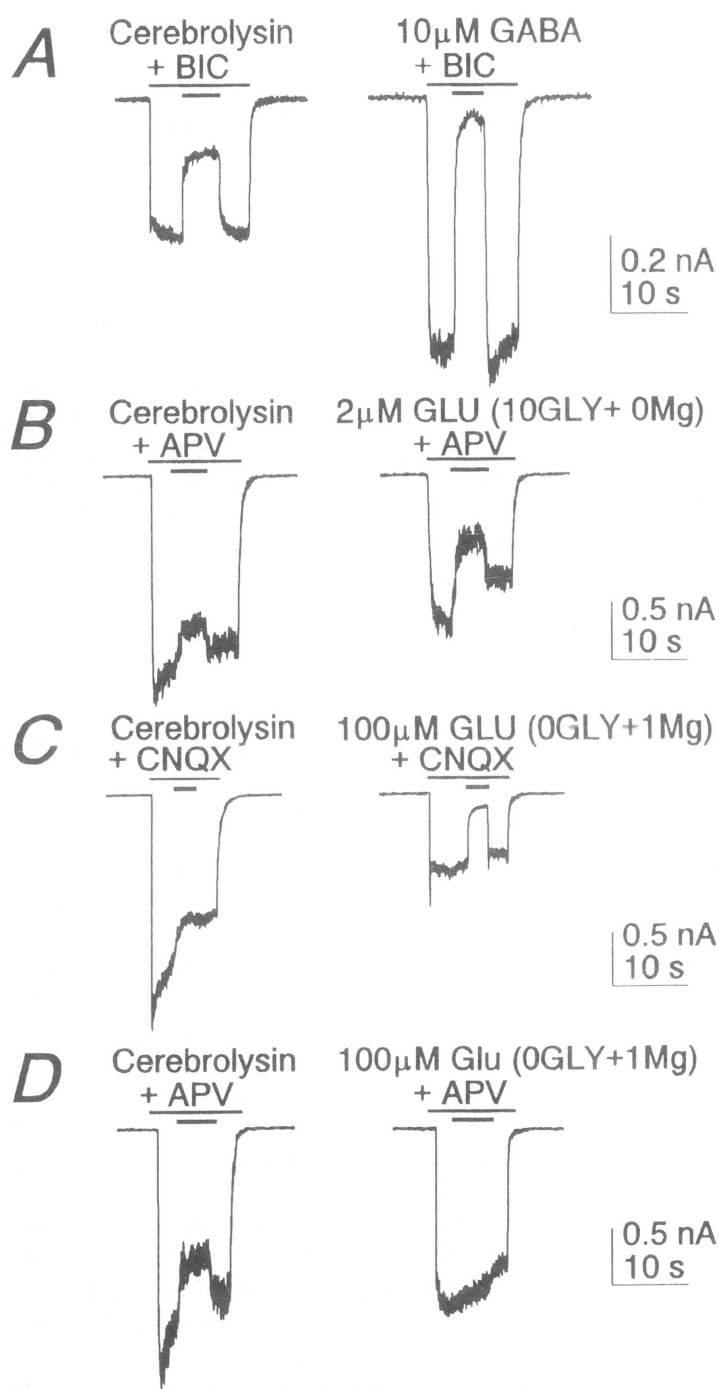 A
Cerebrolysin
+ BIC
10μM GABA
+ BIC
0.2 nA
10 s
B
Cerebrolysin
+ APV
2μM GLU (10GLY+ 0Mg)
+ APV
0.5 nA
10 s
C
Cerebrolysin
+ CNQX
100μM GLU (0GLY+1Mg)
+ CNQX
0.5 nA
10 s
D
Cerebrolysin
+ APV
100μM Glu (0GLY+1Mg)
+ APV
0.5 nA
10 s